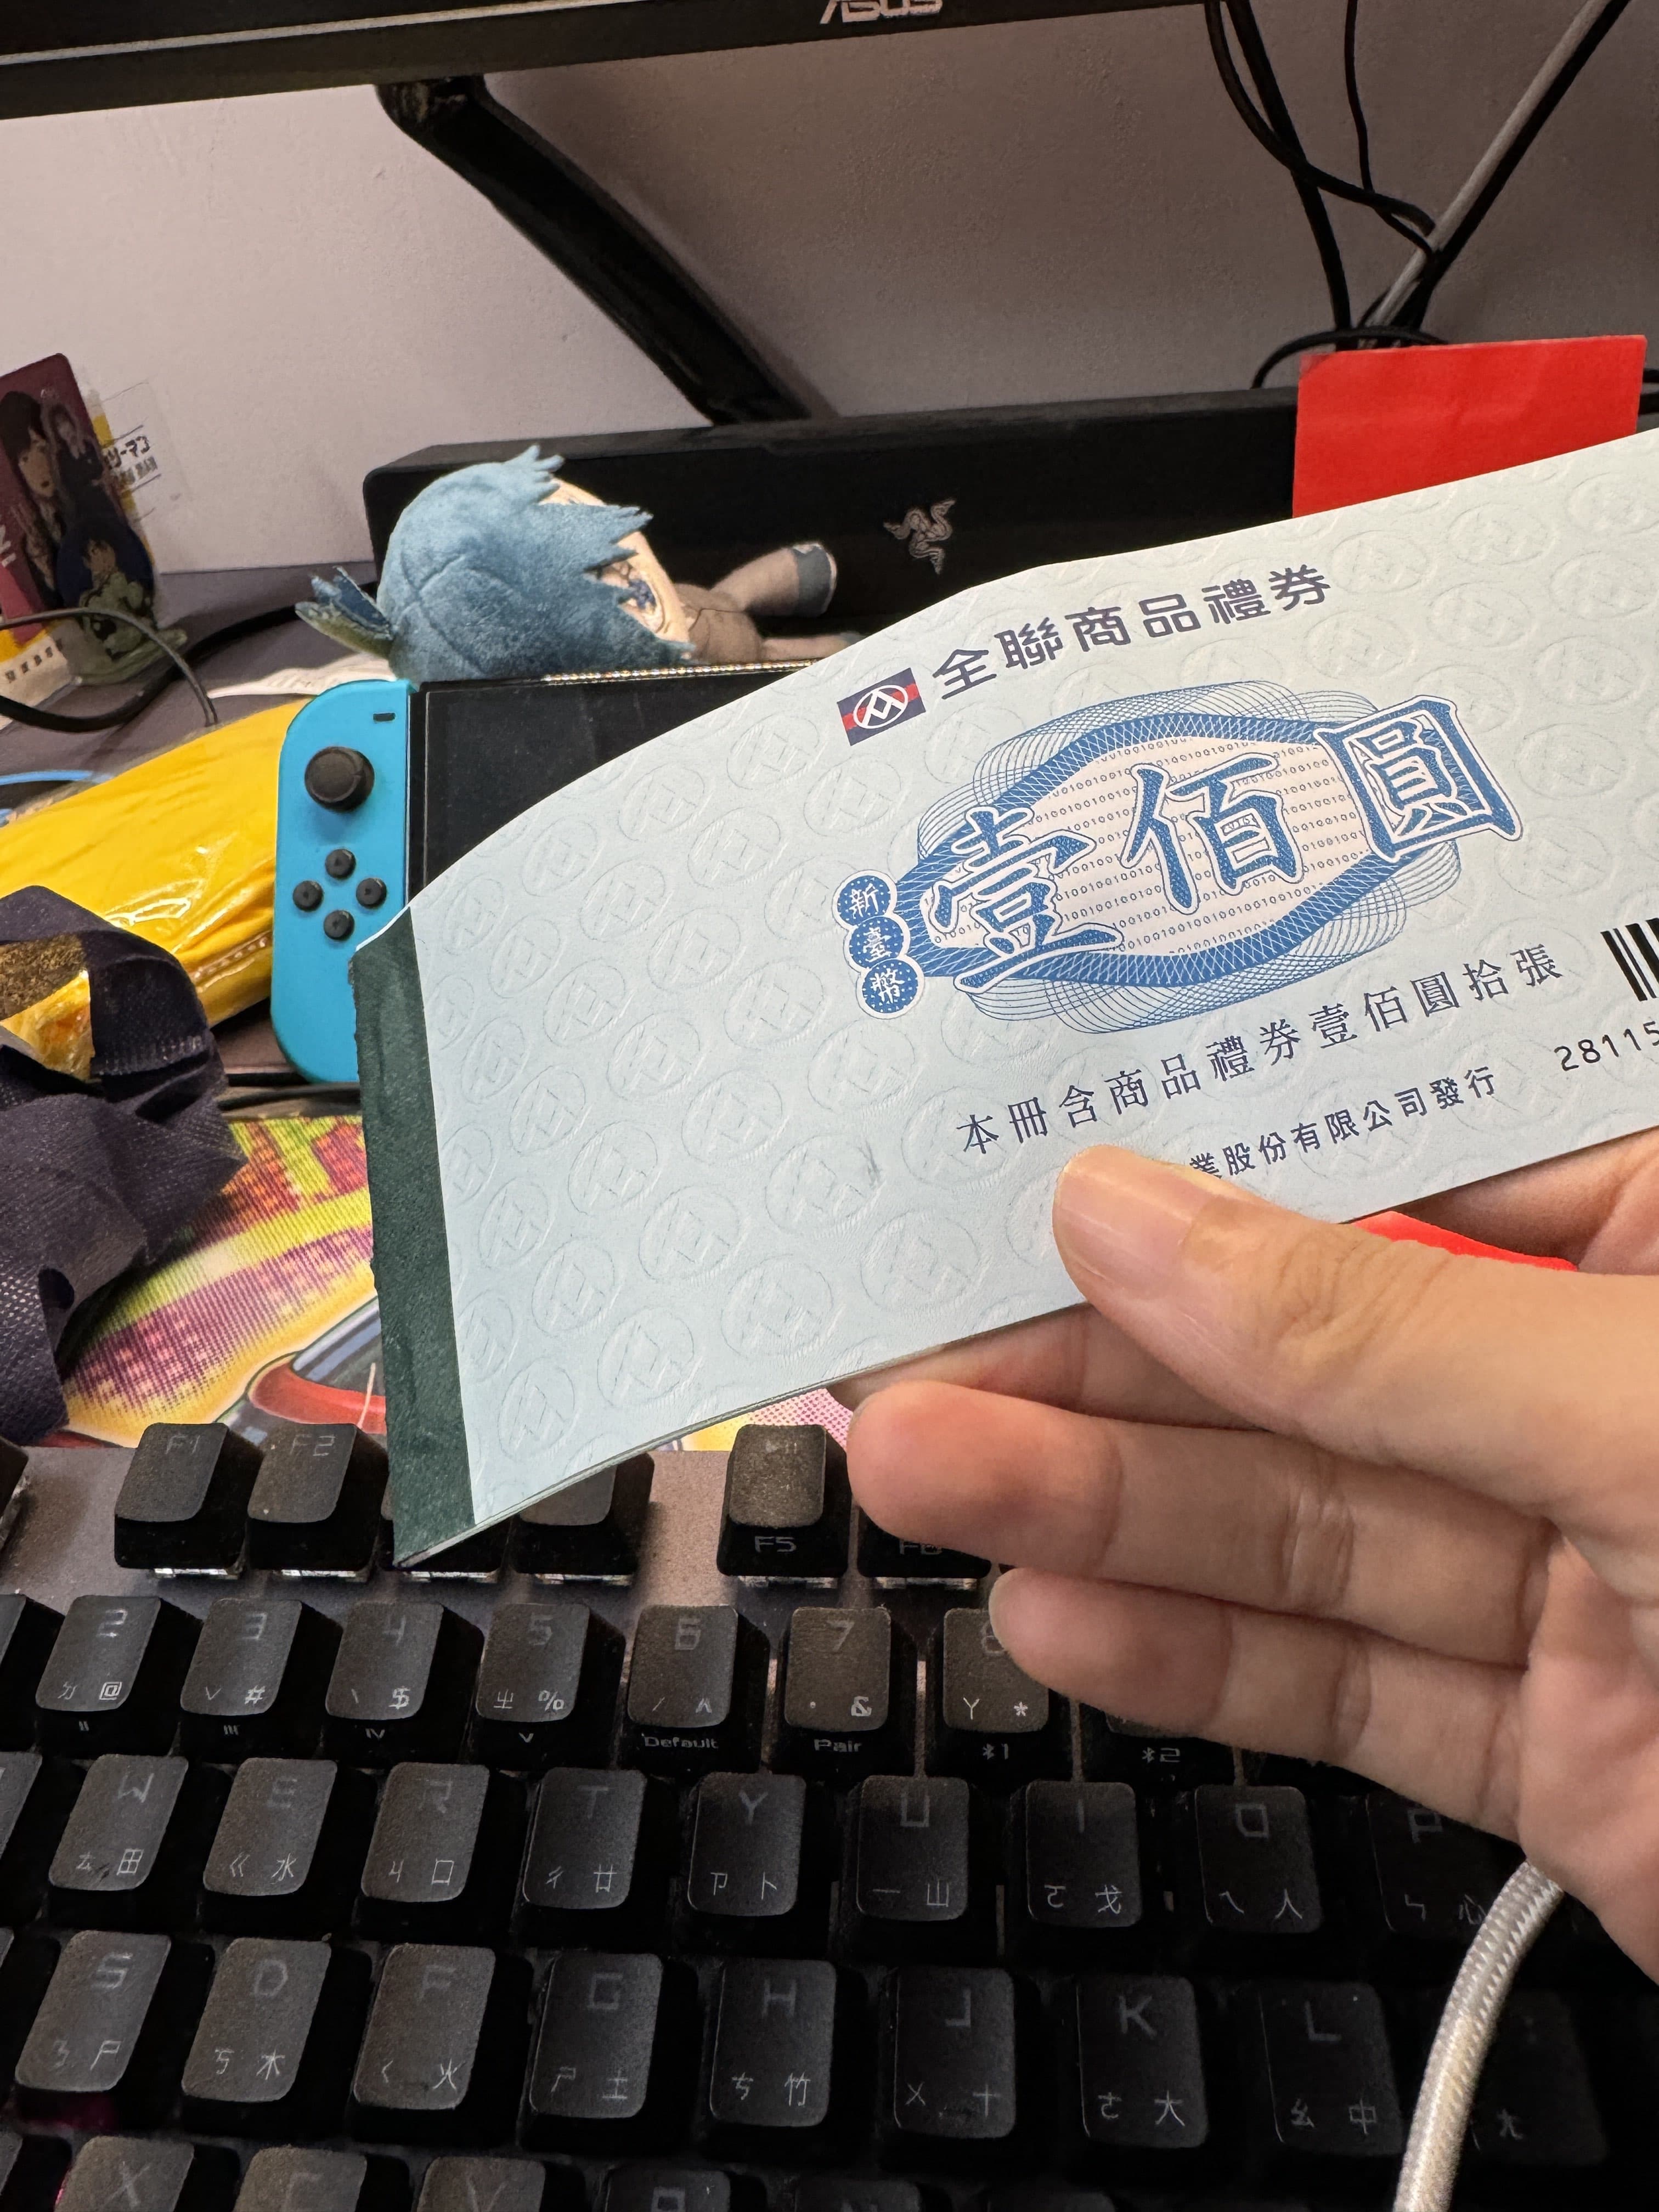 ASUS
全聯商品禮券
新臺幣
壹佰圓
本冊含商品禮券壹佰圓拾張
業股份有限公司發行
28115
F1 F2 F5
2 3 4 5 6 7 8
ㄉ @ ˇ # ˋ $ ㄓ % ˊ ^ ˙ & ㄚ *
II III IV V Default Pair *1 *2
W E R T Y U I O P
ㄊ 田 ㄍ 水 ㄐ 口 ㄔ 廿 ㄗ 卜 ㄧ 山 ㄛ 戈 ㄟ 人 ㄣ 心
S D F G H J K L
ㄋ 尸 ㄎ 木 ㄑ 火 ㄕ 土 ㄘ 竹 ㄨ 十 ㄜ 大 ㄠ 中 ㄤ
X C V B